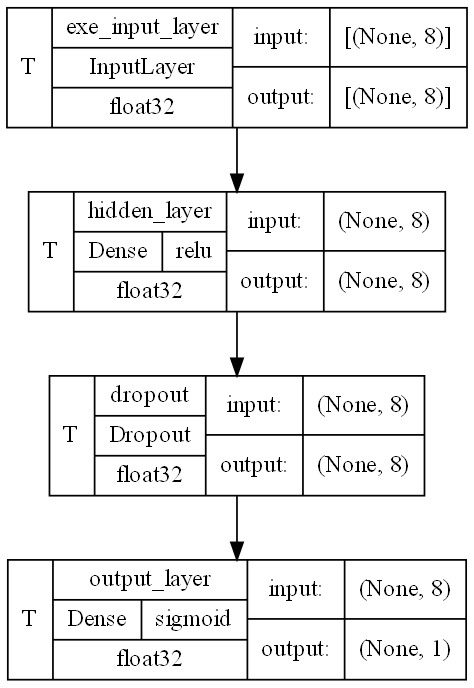 T
exe_input_layer
InputLayer
float32
input:
[(None, 8)]
output:
[(None, 8)]
T
hidden_layer
Dense
relu
float32
input:
(None, 8)
output:
(None, 8)
T
dropout
Dropout
float32
input:
(None, 8)
output:
(None, 8)
T
output_layer
Dense
sigmoid
float32
input:
(None, 8)
output:
(None, 1)